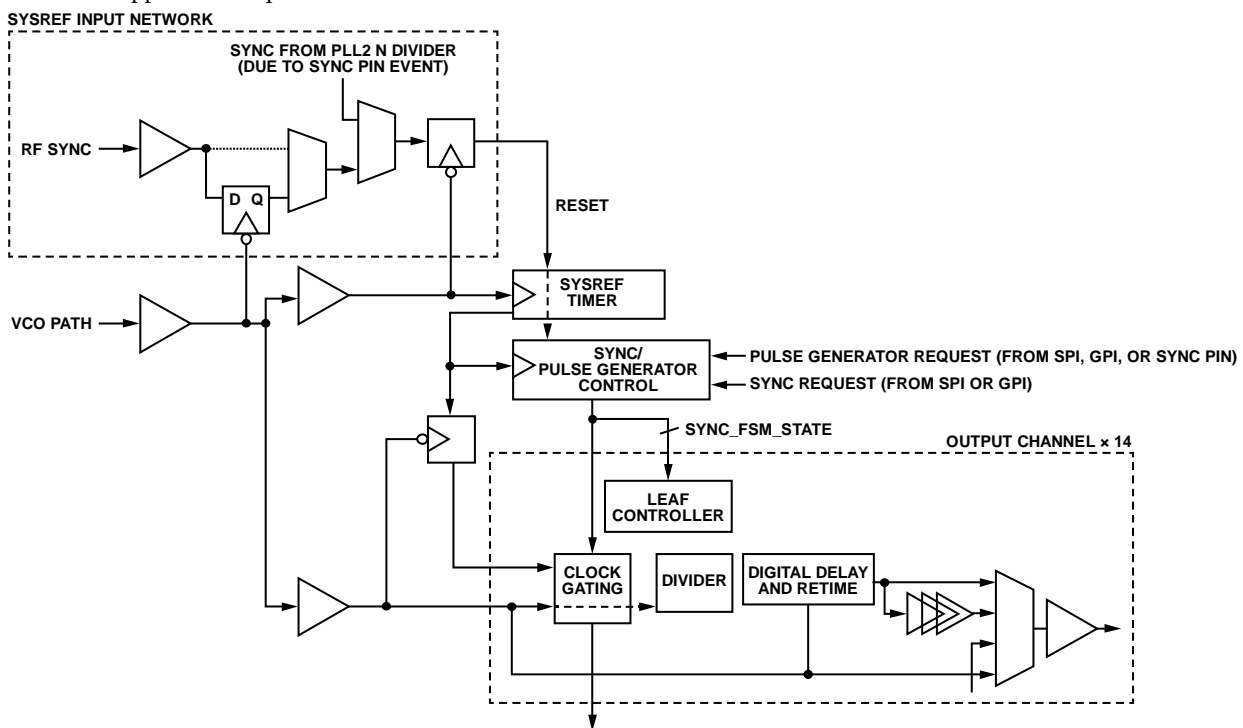 SYSREF INPUT NETWORK
SYNC FROM PLL2 N DIVIDER
(DUE TO SYNC PIN EVENT)
RF SYNC
D Q
RESET
VCO PATH
SYSREF
TIMER
SYNC/
PULSE GENERATOR
CONTROL
PULSE GENERATOR REQUEST (FROM SPI, GPI, OR SYNC PIN)
SYNC REQUEST (FROM SPI OR GPI)
SYNC_FSM_STATE
OUTPUT CHANNEL × 14
LEAF
CONTROLLER
CLOCK
GATING
DIVIDER
DIGITAL DELAY
AND RETIME